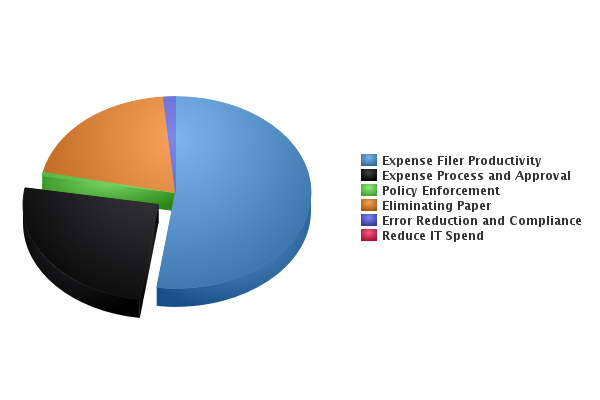 Expense Filer Productivity
Expense Process and Approval
Policy Enforcement
Eliminating Paper
Error Reduction and Compliance
Reduce IT Spend